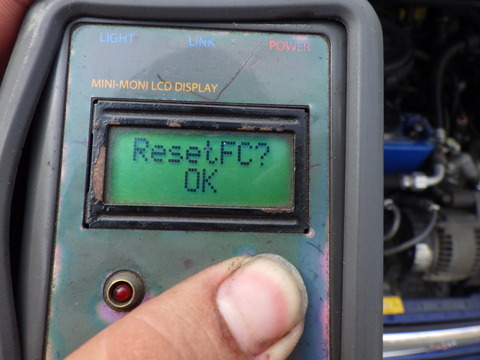 LIGHT LINK POWER
MINI-MONI LCD DISPLAY
ResetFC?
OK